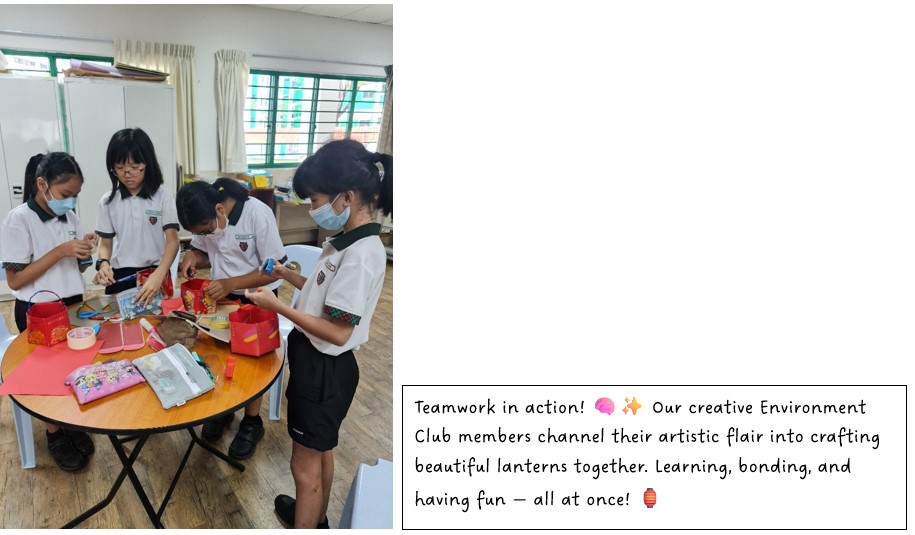 Teamwork in action! 🧠 ✨ Our creative Environment
Club members channel their artistic flair into crafting
beautiful lanterns together. Learning, bonding, and
having fun – all at once! 🏮